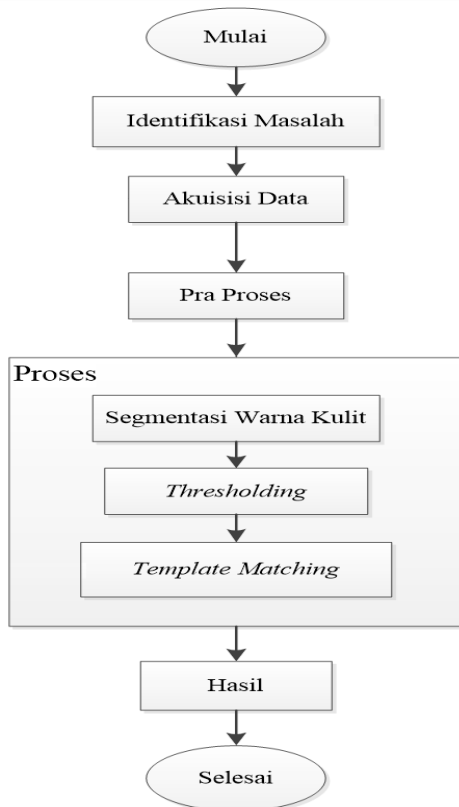 Mulai
Identifikasi Masalah
Akuisisi Data
Pra Proses
Proses
Segmentasi Warna Kulit
Thresholding
Template Matching
Hasil
Selesai